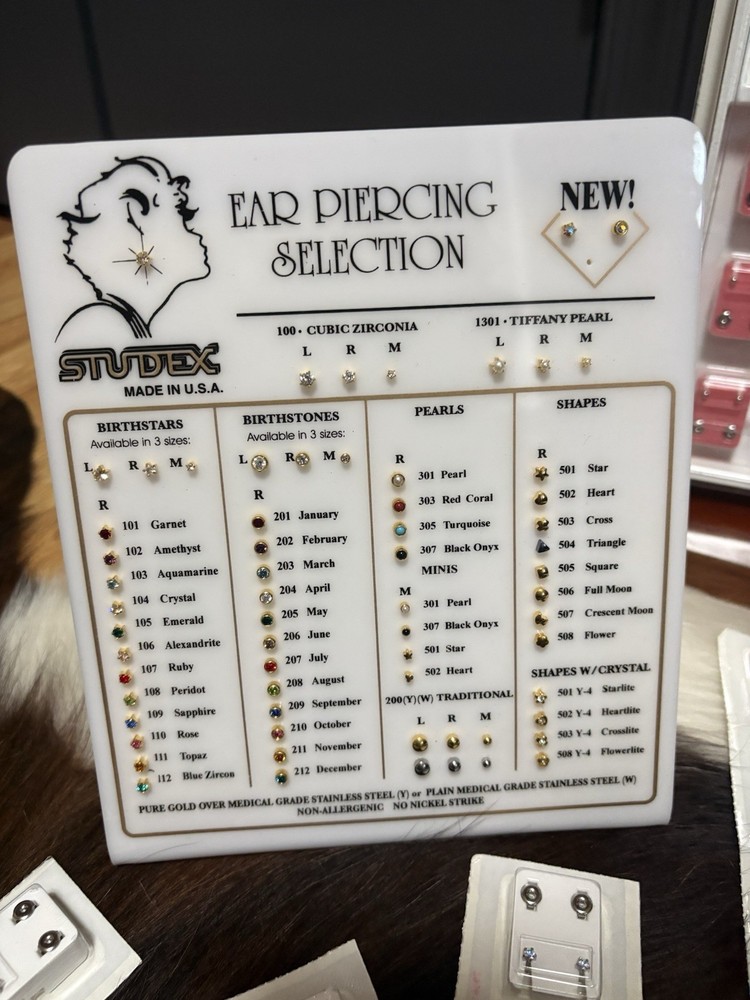 EAR PIERCING
SELECTION
NEW!
STUDEX
MADE IN U.S.A.
100 • CUBIC ZIRCONIA
L R M
1301 • TIFFANY PEARL
L R M
BIRTHSTARS
Available in 3 sizes:
L R M
R
101 Garnet
102 Amethyst
103 Aquamarine
104 Crystal
105 Emerald
106 Alexandrite
107 Ruby
108 Peridot
109 Sapphire
110 Rose
111 Topaz
112 Blue Zircon
BIRTHSTONES
Available in 3 sizes:
L R M
R
201 January
202 February
203 March
204 April
205 May
206 June
207 July
208 August
209 September
210 October
211 November
212 December
PEARLS
R
301 Pearl
303 Red Coral
305 Turquoise
307 Black Onyx
MINIS
M
301 Pearl
307 Black Onyx
501 Star
502 Heart
200(Y)(W) TRADITIONAL
L R M
SHAPES
R
501 Star
502 Heart
503 Cross
504 Triangle
505 Square
506 Full Moon
507 Crescent Moon
508 Flower
SHAPES W/CRYSTAL
501 Y-4 Starlite
502 Y-4 Heartlite
503 Y-4 Crosslite
508 Y-4 Flowerlite
PURE GOLD OVER MEDICAL GRADE STAINLESS STEEL (Y) or PLAIN MEDICAL GRADE STAINLESS STEEL (W)
NON-ALLERGENIC NO NICKEL STRIKE